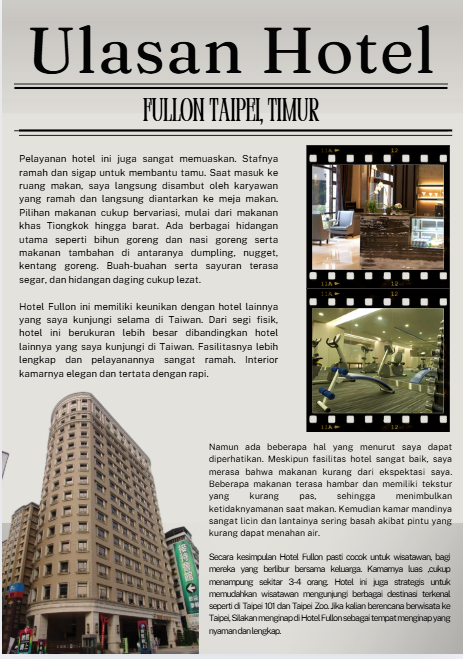 Ulasan Hotel
FULLON TAIPEI, TIMUR
Pelayanan hotel ini juga sangat memuaskan. Stafnya
ramah dan sigap untuk membantu tamu. Saat masuk ke
ruang makan, saya langsung disambut oleh karyawan
yang ramah dan langsung diantarkan ke meja makan.
Pilihan makanan cukup bervariasi, mulai dari makanan
khas Tiongkok hingga barat. Ada berbagai hidangan
utama seperti bihun goreng dan nasi goreng serta
makanan tambahan di antaranya dumpling, nugget,
kentang goreng. Buah-buahan serta sayuran terasa
segar, dan hidangan daging cukup lezat.
Hotel Fullon ini memiliki keunikan dengan hotel lainnya
yang saya kunjungi selama di Taiwan. Dari segi fisik,
hotel ini berukuran lebih besar dibandingkan hotel
lainnya yang saya kunjungi di Taiwan. Fasilitasnya lebih
lengkap dan pelayanannya sangat ramah. Interior
kamarnya elegan dan tertata dengan rapi.
11A 12
11A 12
11A 12
Namun ada beberapa hal yang menurut saya dapat
diperhatikan. Meskipun fasilitas hotel sangat baik, saya
merasa bahwa makanan kurang dari ekspektasi saya.
Beberapa makanan terasa hambar dan memiliki tekstur
yang kurang pas, sehingga menimbulkan
ketidaknyamanan saat makan. Kemudian kamar mandinya
sangat licin dan lantainya sering basah akibat pintu yang
kurang dapat menahan air.
Secara kesimpulan Hotel Fullon pasti cocok untuk wisatawan, bagi
mereka yang berlibur bersama keluarga. Kamarnya luas ,cukup
menampung sekitar 3-4 orang. Hotel ini juga strategis untuk
memudahkan wisatawan mengunjungi berbagai destinasi terkenal
seperti di Taipei 101 dan Taipei Zoo. Jika kalian berencana berwisata ke
Taipei, Silakan menginap di Hotel Fullon sebagai tempat menginap yang
nyaman dan lengkap.